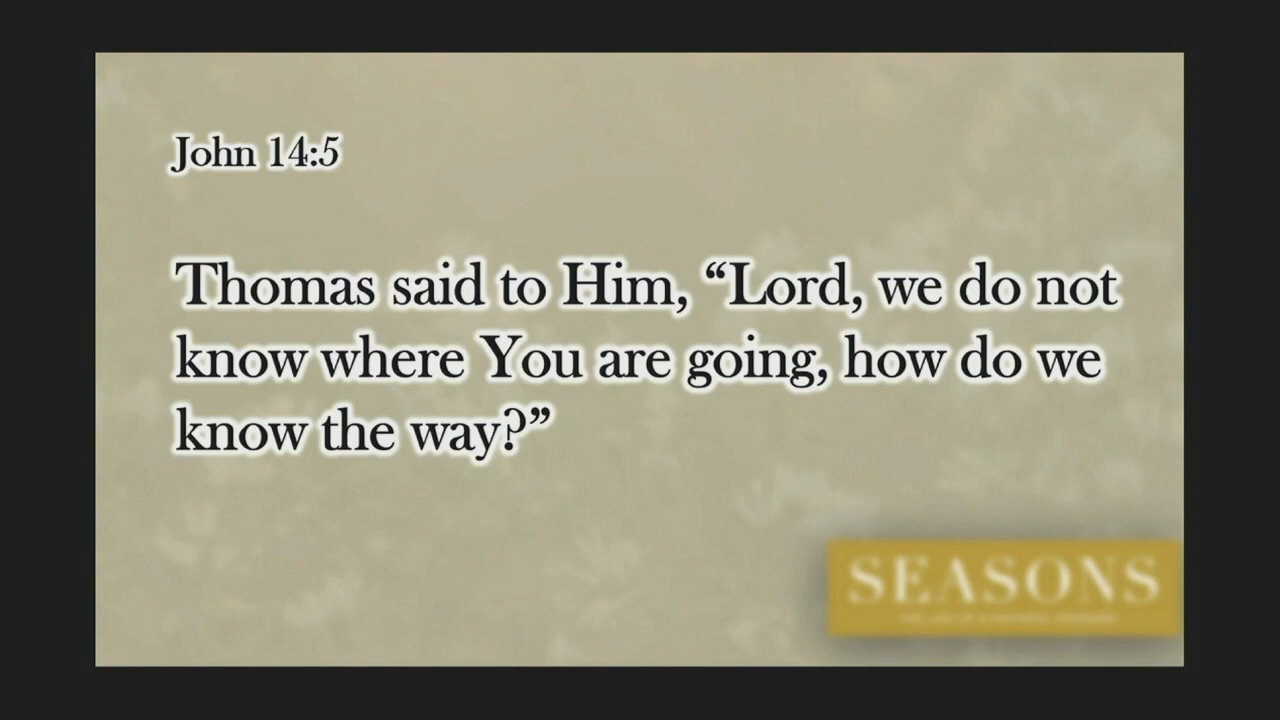 John 14:5
Thomas said to Him, “Lord, we do not
know where You are going, how do we
know the way?”
SEASONS